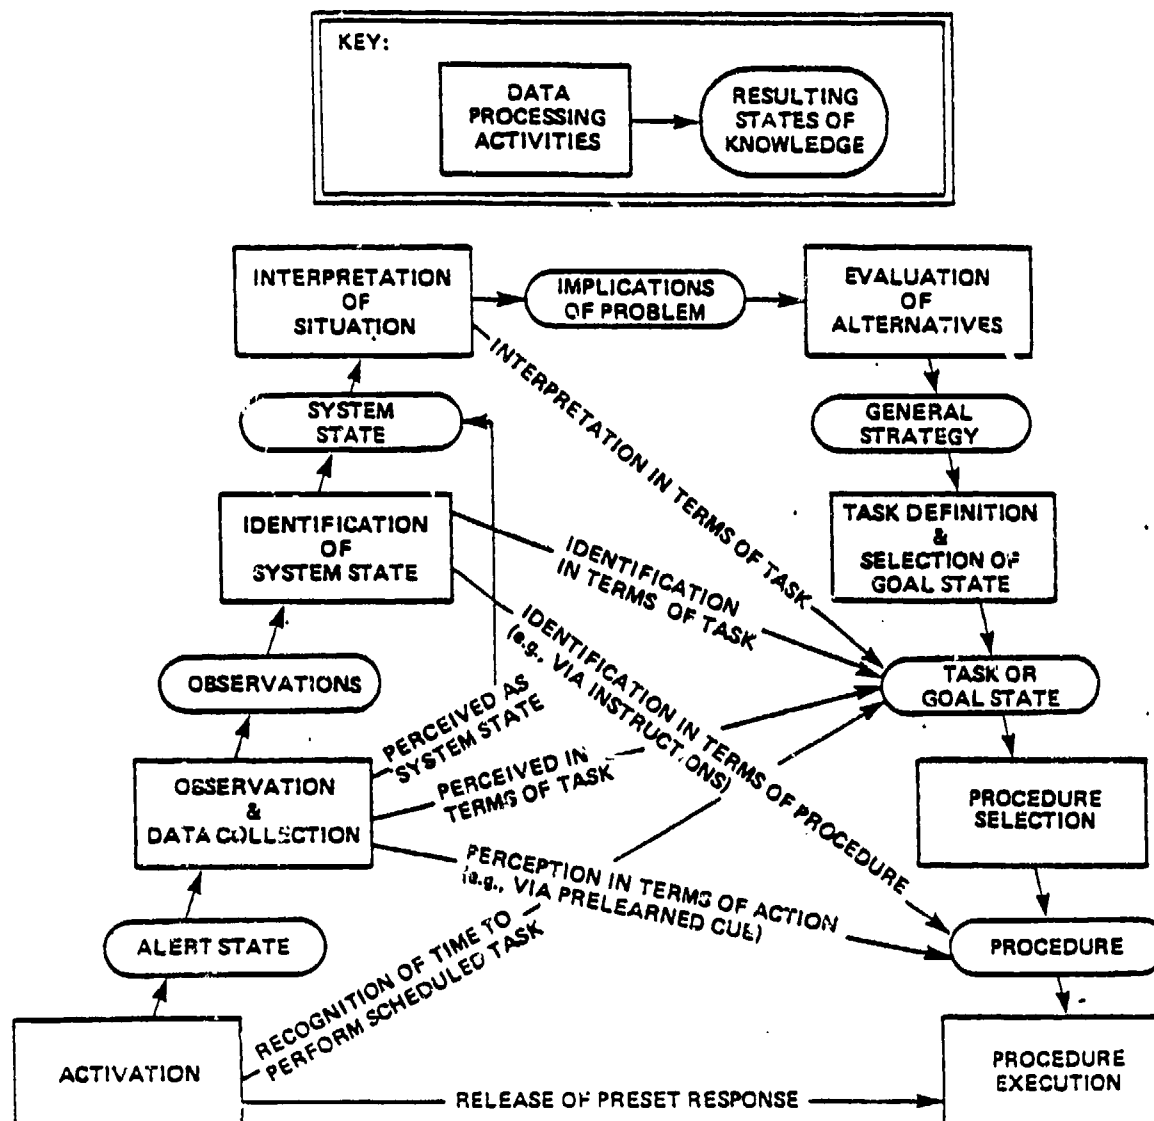 KEY:
DATA
PROCESSING
ACTIVITIES
RESULTING
STATES OF
KNOWLEDGE
INTERPRETATION
OF
SITUATION
IMPLICATIONS
OF PROBLEM
EVALUATION
OF
ALTERNATIVES
SYSTEM
STATE
GENERAL
STRATEGY
INTERPRETATION IN TERMS OF TASK
IDENTIFICATION
OF
SYSTEM STATE
TASK DEFINITION
&
SELECTION OF
GOAL STATE
IDENTIFICATION
IN TERMS OF TASK
IDENTIFICATION IN TERMS OF PROCEDURE
(e.g., VIA INSTRUCTIONS)
OBSERVATIONS
TASK OR
GOAL STATE
PERCEIVED AS
SYSTEM STATE
PERCEIVED IN
TERMS OF TASK
OBSERVATION
&
DATA COLLECTION
PROCEDURE
SELECTION
PERCEPTION IN TERMS OF ACTION
(e.g., VIA PRELEARNED CUE)
ALERT STATE
PROCEDURE
RECOGNITION OF TIME TO
PERFORM SCHEDULED TASK
ACTIVATION
RELEASE OF PRESET RESPONSE
PROCEDURE
EXECUTION